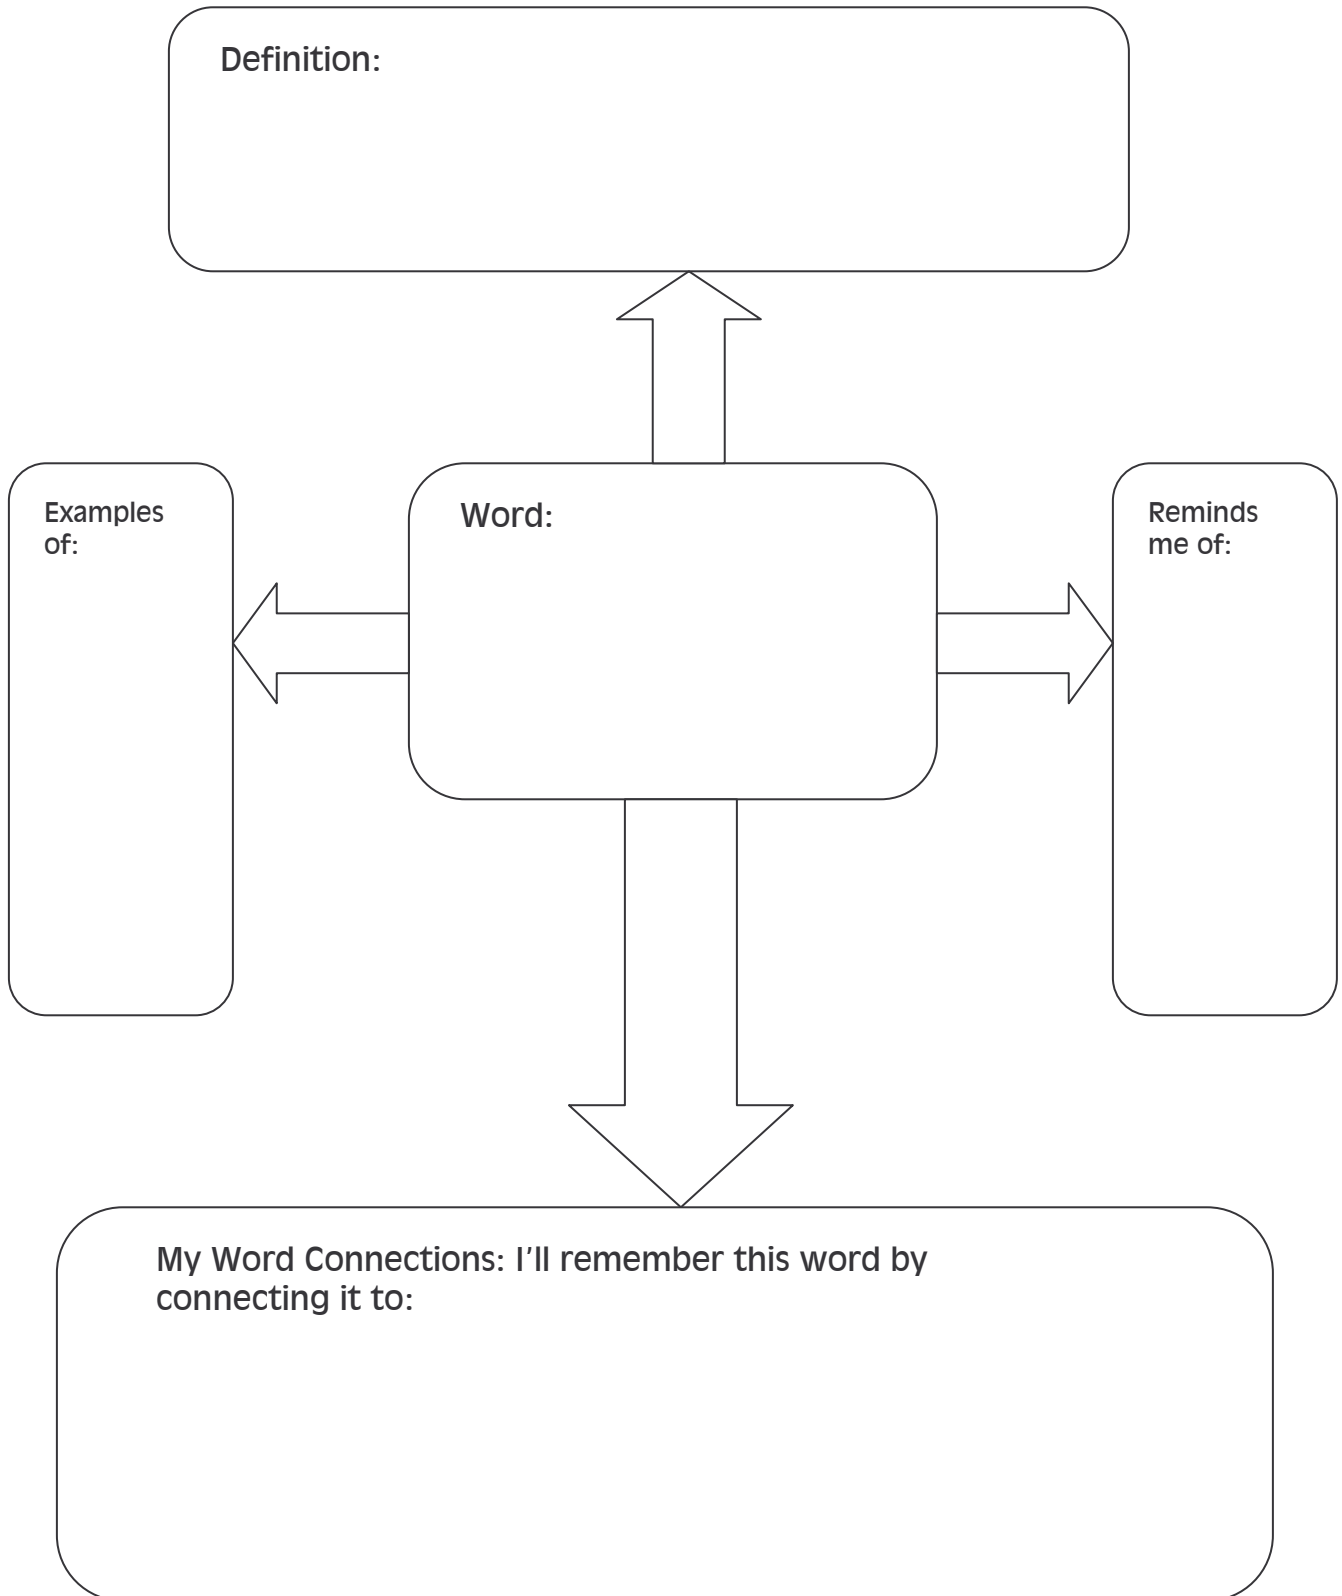 Definition:
Examples
of:
Word:
Reminds
me of:
My Word Connections: I'll remember this word by
connecting it to: